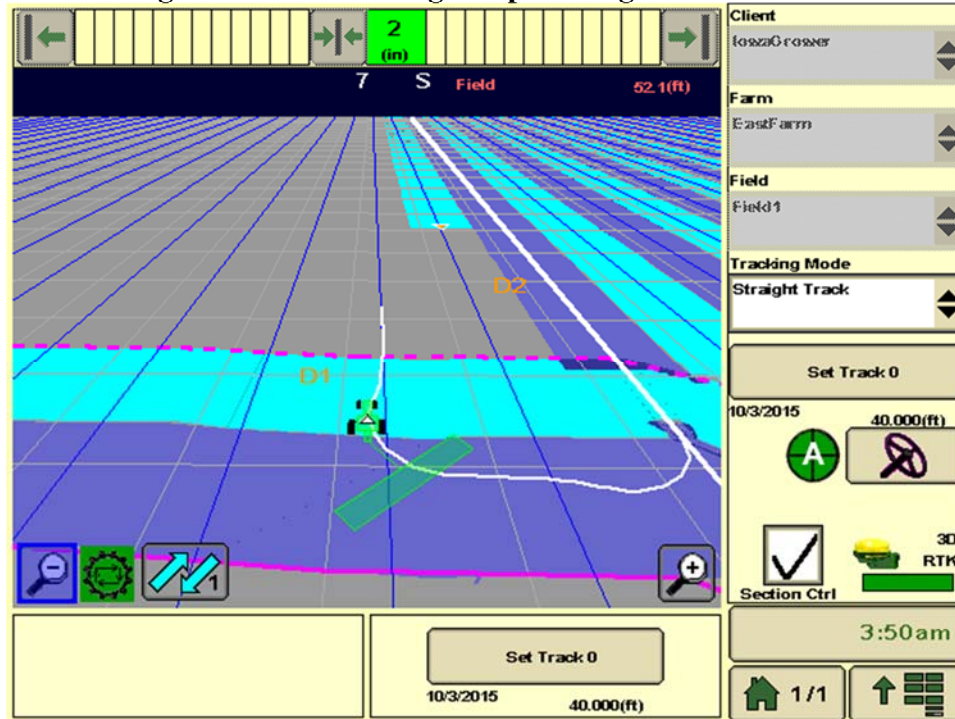 2
(in)
7 S Field 52.1(ft)
D2
D1
1
Client
IowaGrower
Farm
EastFarm
Field
Field1
Tracking Mode
Straight Track
Set Track 0
10/3/2015
40.000(ft)
A
3D
RTK
Section Ctrl
3:50am
Set Track 0
10/3/2015 40.000(ft)
1/1